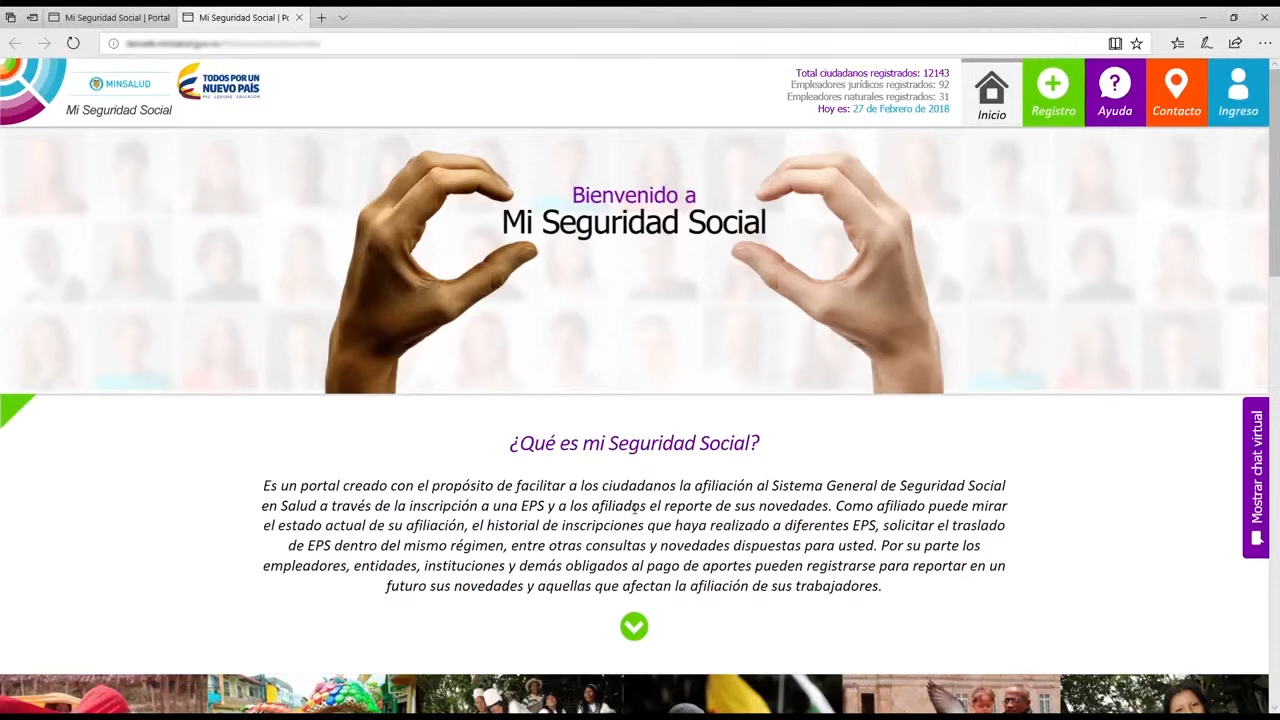 Mi Seguridad Social | Portal
Mi Seguridad Social | Po
MINSALUD
TODOS POR UN
NUEVO PAÍS
PAZ EQUIDAD EDUCACIÓN
Mi Seguridad Social
Total ciudadanos registrados: 12143
Empleadores jurídicos registrados: 92
Empleadores naturales registrados: 31
Hoy es: 27 de Febrero de 2018
Inicio
Registro
Ayuda
Contacto
Ingreso
Bienvenido a
Mi Seguridad Social
¿Qué es mi Seguridad Social?
Es un portal creado con el propósito de facilitar a los ciudadanos la afiliación al Sistema General de Seguridad Social
en Salud a través de la inscripción a una EPS y a los afiliados el reporte de sus novedades. Como afiliado puede mirar
el estado actual de su afiliación, el historial de inscripciones que haya realizado a diferentes EPS, solicitar el traslado
de EPS dentro del mismo régimen, entre otras consultas y novedades dispuestas para usted. Por su parte los
empleadores, entidades, instituciones y demás obligados al pago de aportes pueden registrarse para reportar en un
futuro sus novedades y aquellas que afectan la afiliación de sus trabajadores.
Mostrar chat virtual